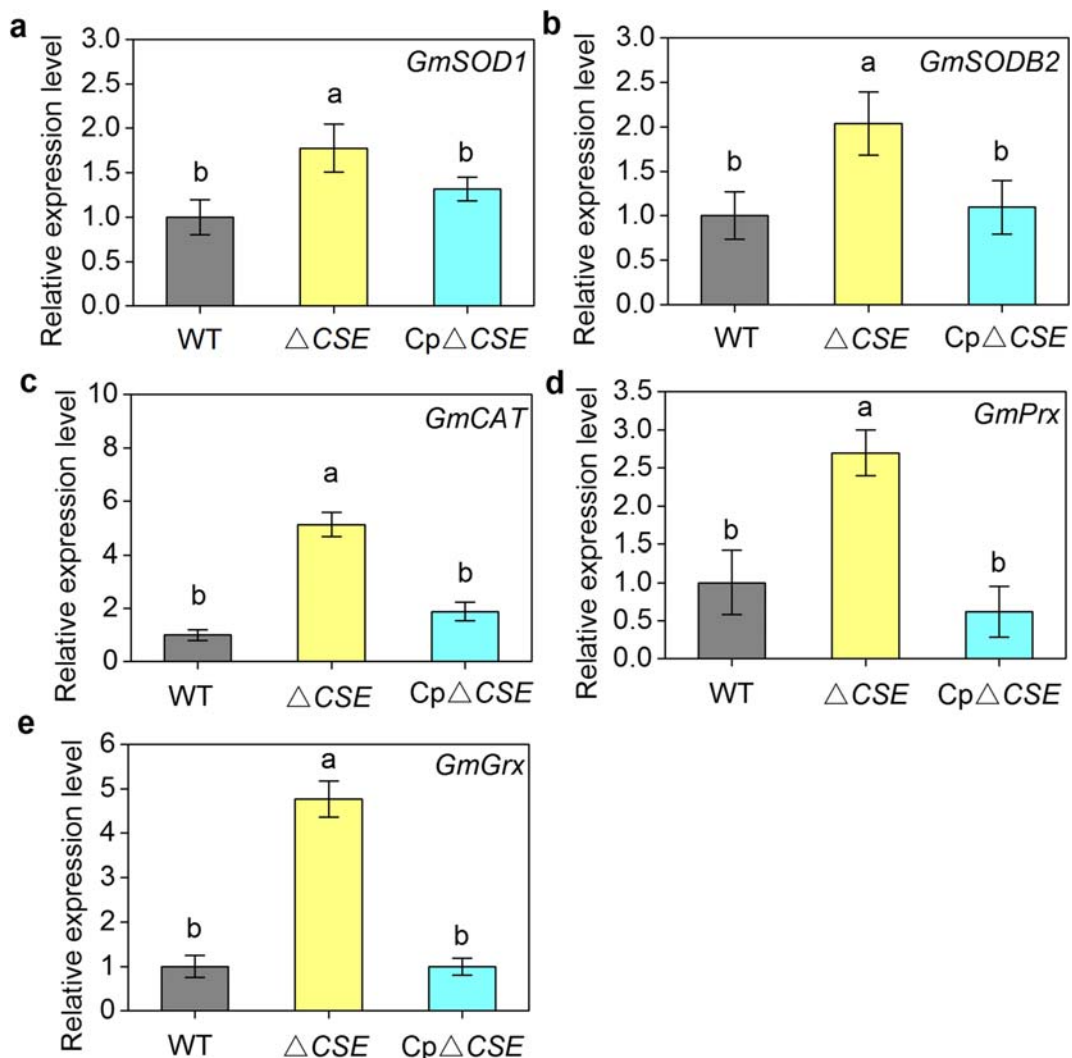 a
Relative expression level
3.0
2.5
2.0
1.5
1.0
0.5
0.0
GmSOD1
b
a
b
WT
△CSE
Cp△CSE
b
Relative expression level
3.0
2.5
2.0
1.5
1.0
0.5
0.0
GmSODB2
b
a
b
WT
△CSE
Cp△CSE
c
Relative expression level
10
8
6
4
2
0
GmCAT
b
a
b
WT
△CSE
Cp△CSE
d
Relative expression level
3.5
3.0
2.5
2.0
1.5
1.0
0.5
0.0
GmPrx
b
a
b
WT
△CSE
Cp△CSE
e
Relative expression level
6
5
4
3
2
1
0
GmGrx
b
a
b
WT
△CSE
Cp△CSE